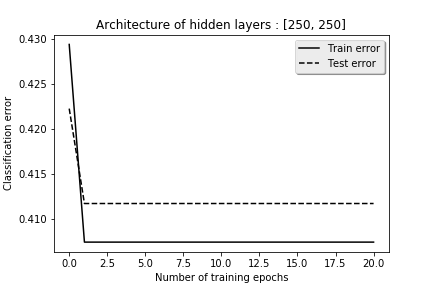 Architecture of hidden layers : [250, 250]
0.430
0.425
0.420
0.415
0.410
Classification error
Train error
Test error
0.0 2.5 5.0 7.5 10.0 12.5 15.0 17.5 20.0
Number of training epochs